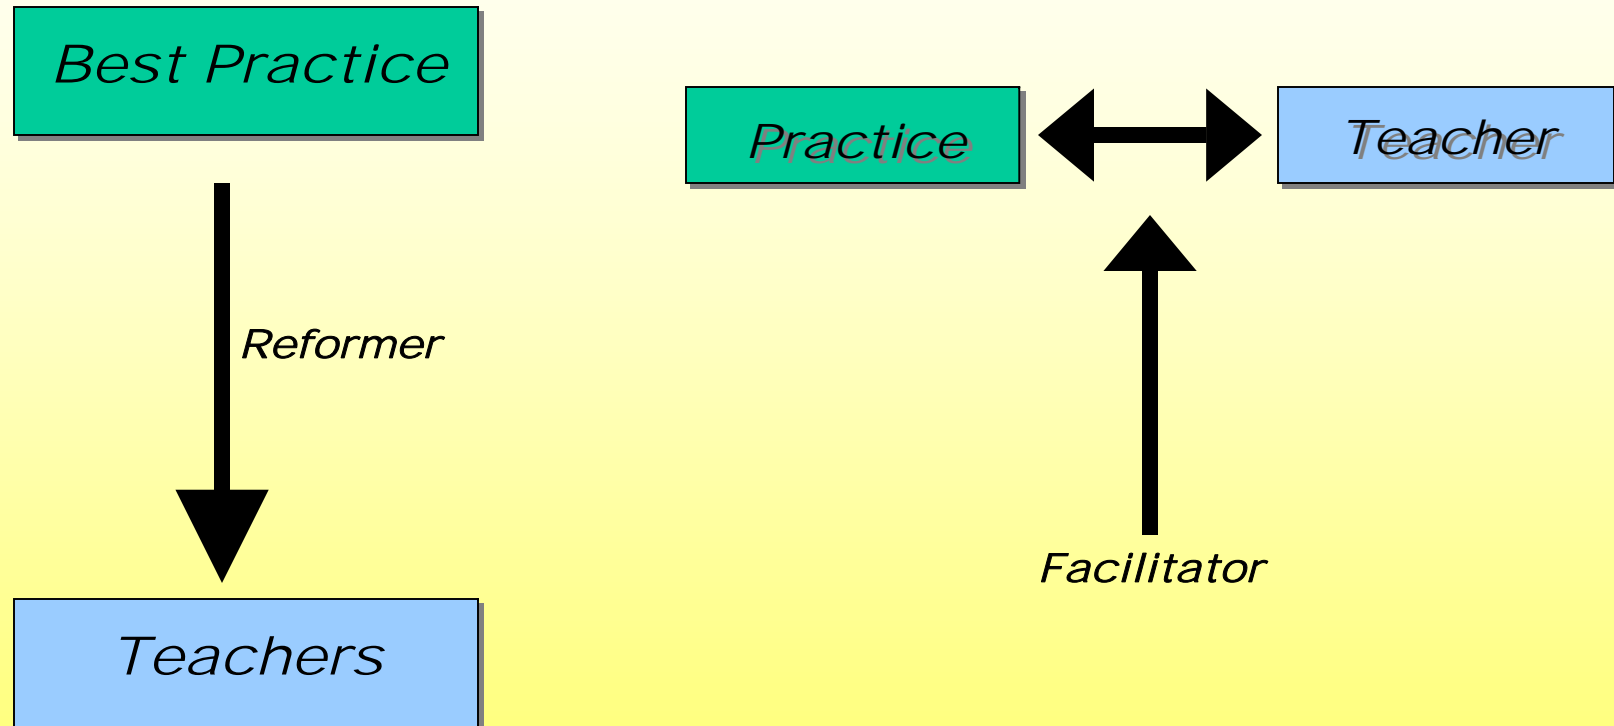 Best Practice
Reformer
Teachers
Practice
Teacher
Facilitator